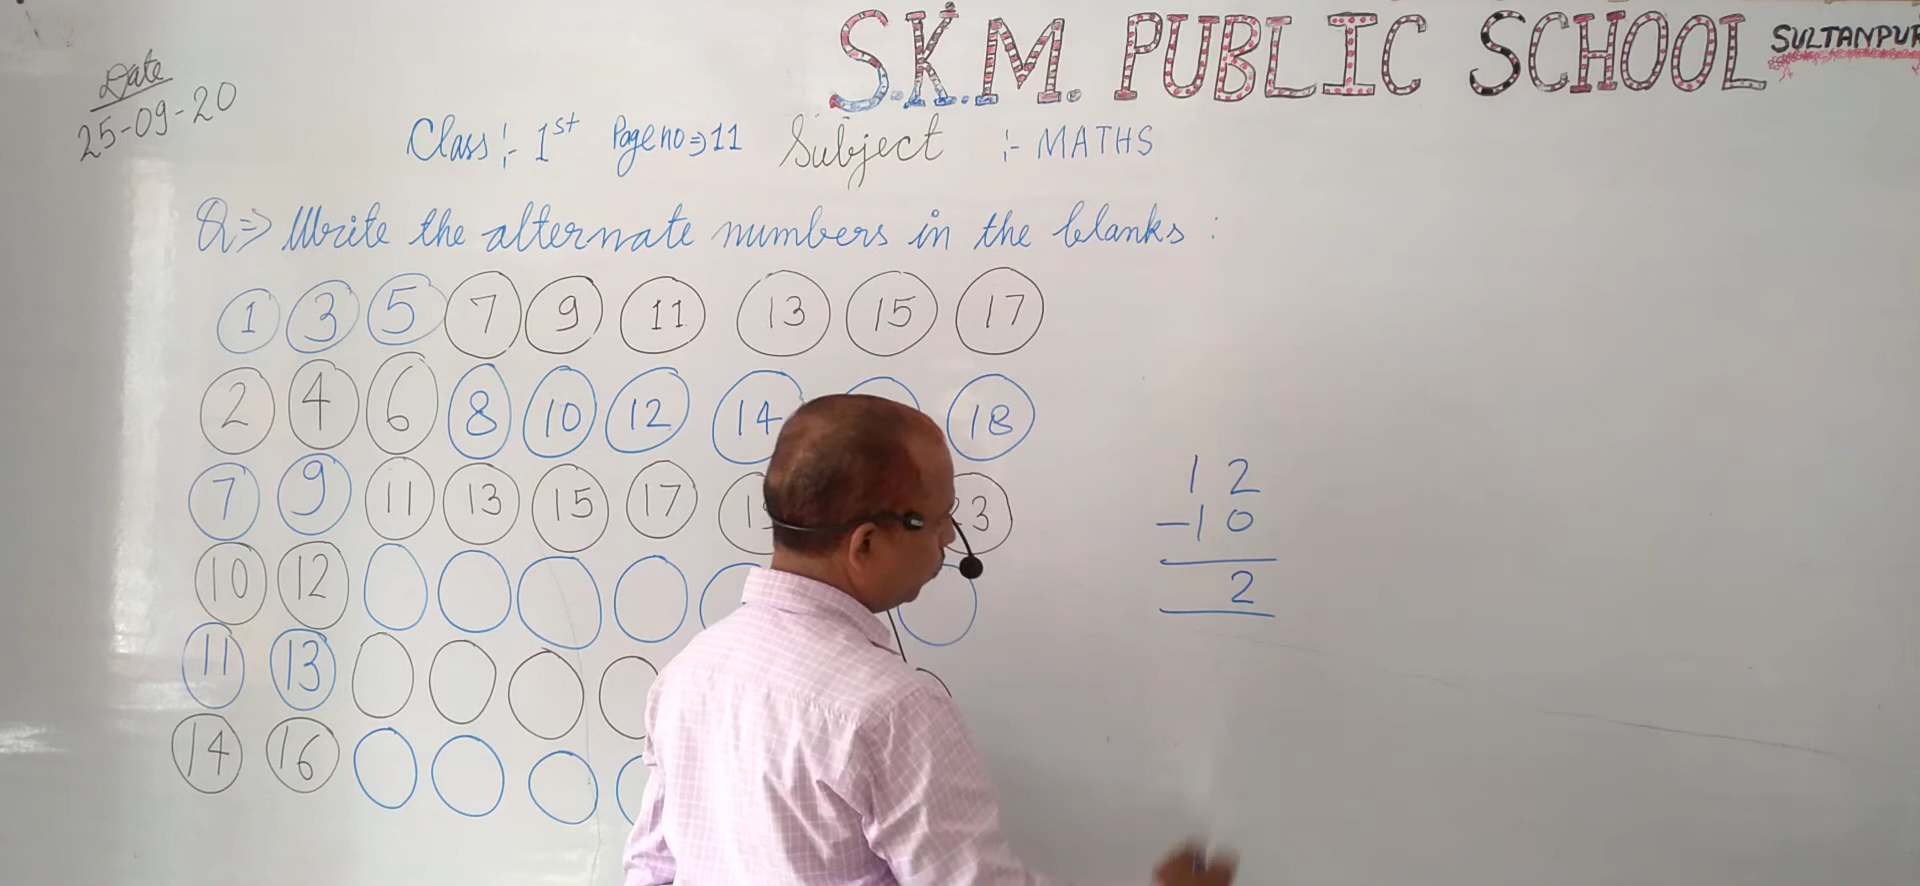 S.K.M. PUBLIC SCHOOL SULTANPUR
Date
25-09-20
Class :- 1st Page no => 11 Subject :- MATHS
Q=> Write the alternate numbers in the blanks :
1 3 5 7 9 11 13 15 17
2 4 6 8 10 12 14 18
7 9 11 13 15 17
10 12
11 13
14 16
12
-10
2